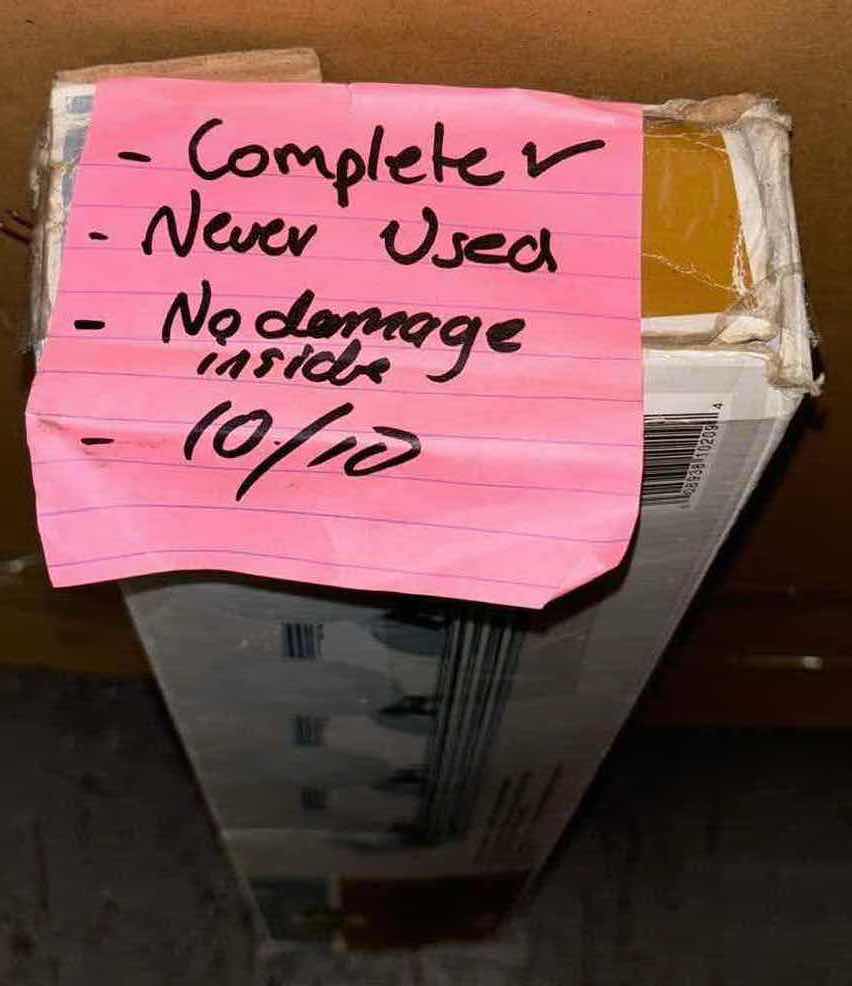 - Complete ✓
- Never Used
- No damage
inside
- 10/10